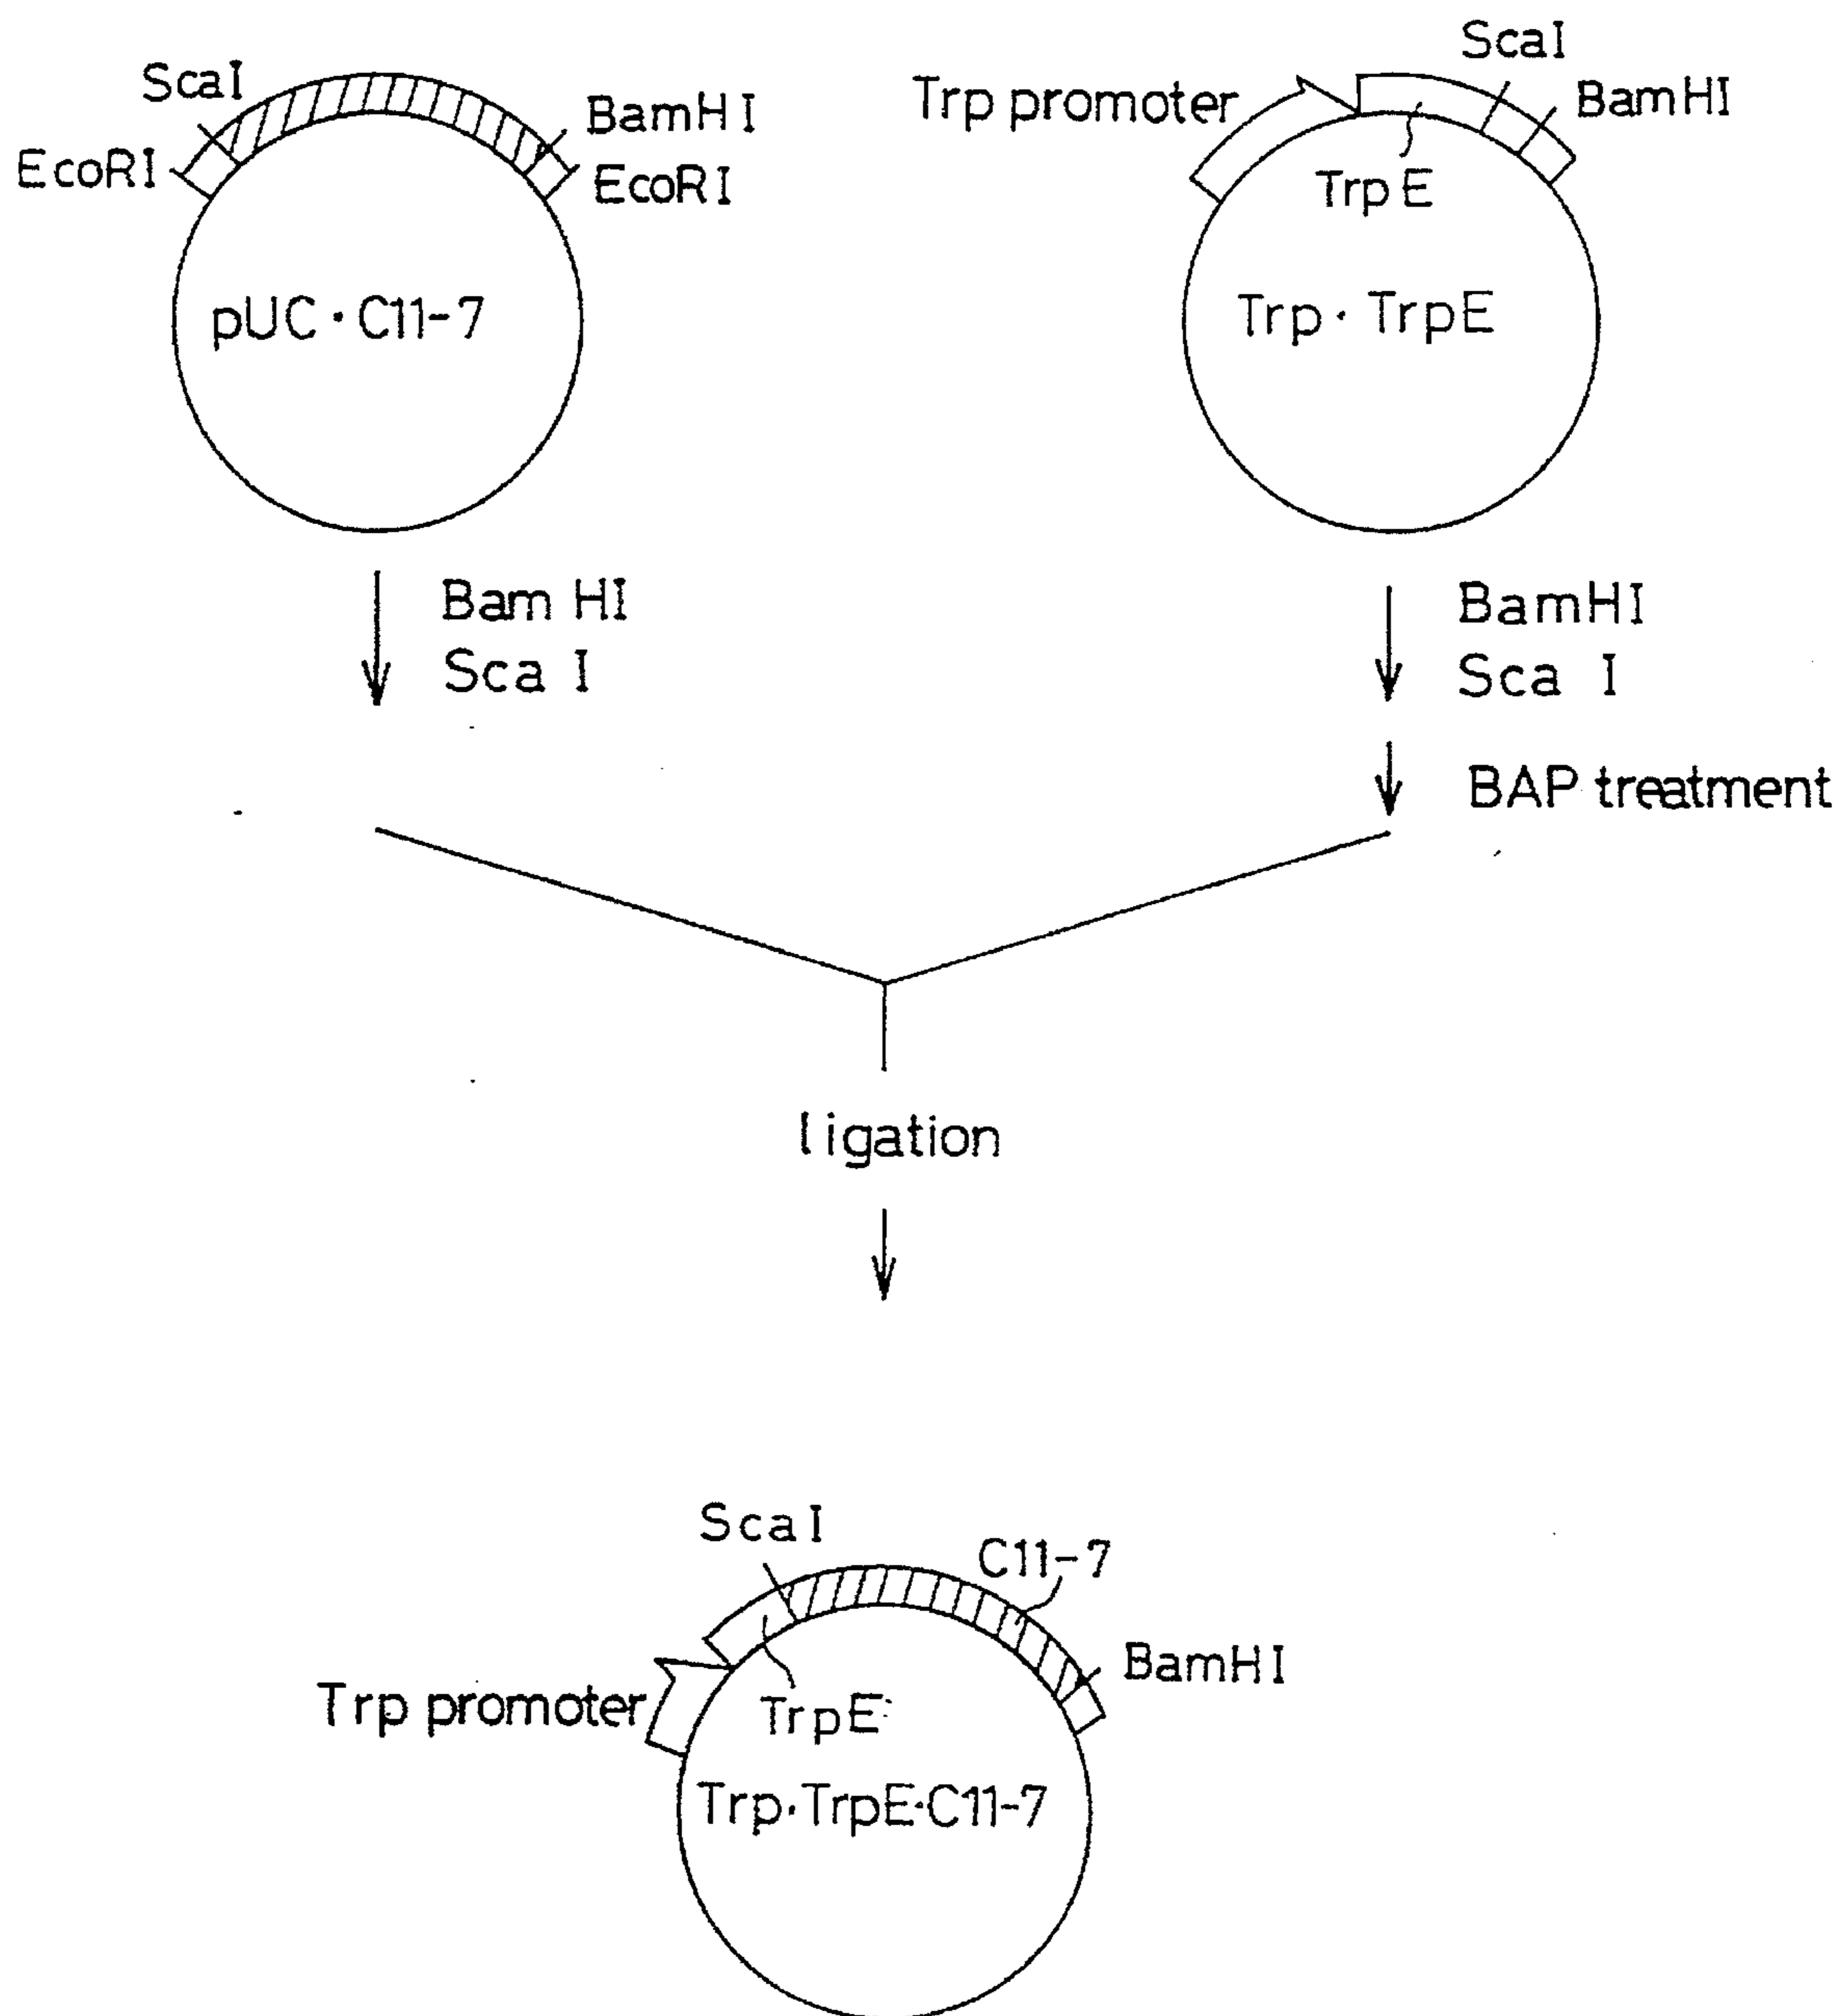 ScaI
BamHI
EcoRI
EcoRI
pUC·C11-7
Trp promoter
ScaI
BamHI
TrpE
Trp·TrpE
Bam HI
Sca I
BamHI
Sca I
BAP treatment
ligation
ScaI
C11-7
BamHI
Trp promoter
TrpE
Trp·TrpE·C11-7